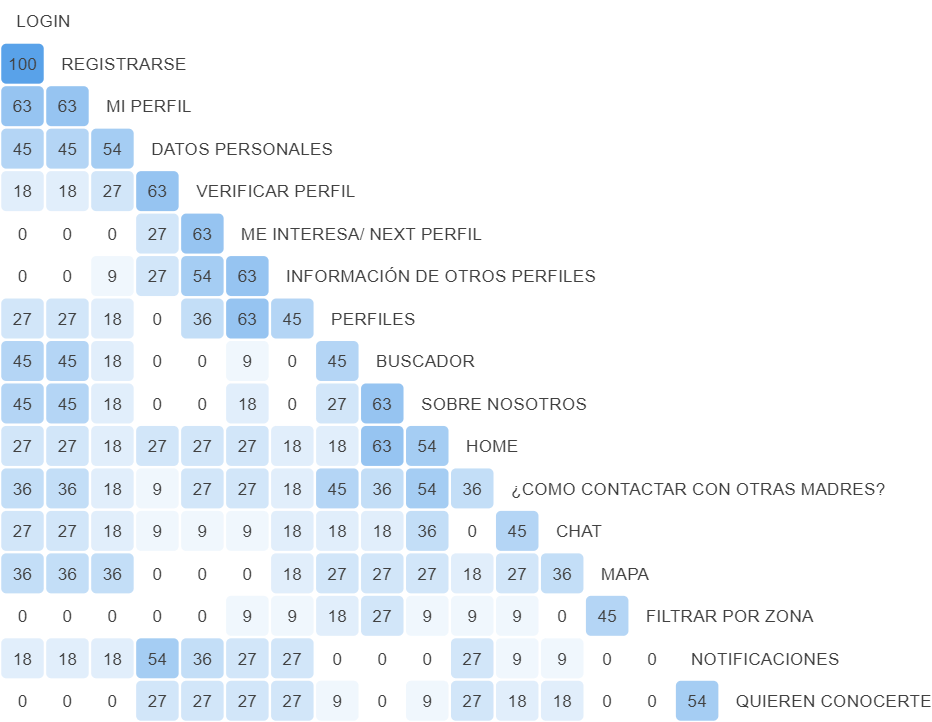 LOGIN
100 REGISTRARSE
63 63 MI PERFIL
45 45 54 DATOS PERSONALES
18 18 27 63 VERIFICAR PERFIL
0 0 0 27 63 ME INTERESA/ NEXT PERFIL
0 0 9 27 54 63 INFORMACIÓN DE OTROS PERFILES
27 27 18 0 36 63 45 PERFILES
45 45 18 0 0 9 0 45 BUSCADOR
45 45 18 0 0 18 0 27 63 SOBRE NOSOTROS
27 27 18 27 27 27 18 18 63 54 HOME
36 36 18 9 27 27 18 45 36 54 36 ¿COMO CONTACTAR CON OTRAS MADRES?
27 27 18 9 9 9 18 18 18 36 0 45 CHAT
36 36 36 0 0 0 18 27 27 27 18 27 36 MAPA
0 0 0 0 0 9 9 18 27 9 9 9 0 45 FILTRAR POR ZONA
18 18 18 54 36 27 27 0 0 0 27 9 9 0 0 NOTIFICACIONES
0 0 0 27 27 27 27 9 0 9 27 18 18 0 0 54 QUIEREN CONOCERTE